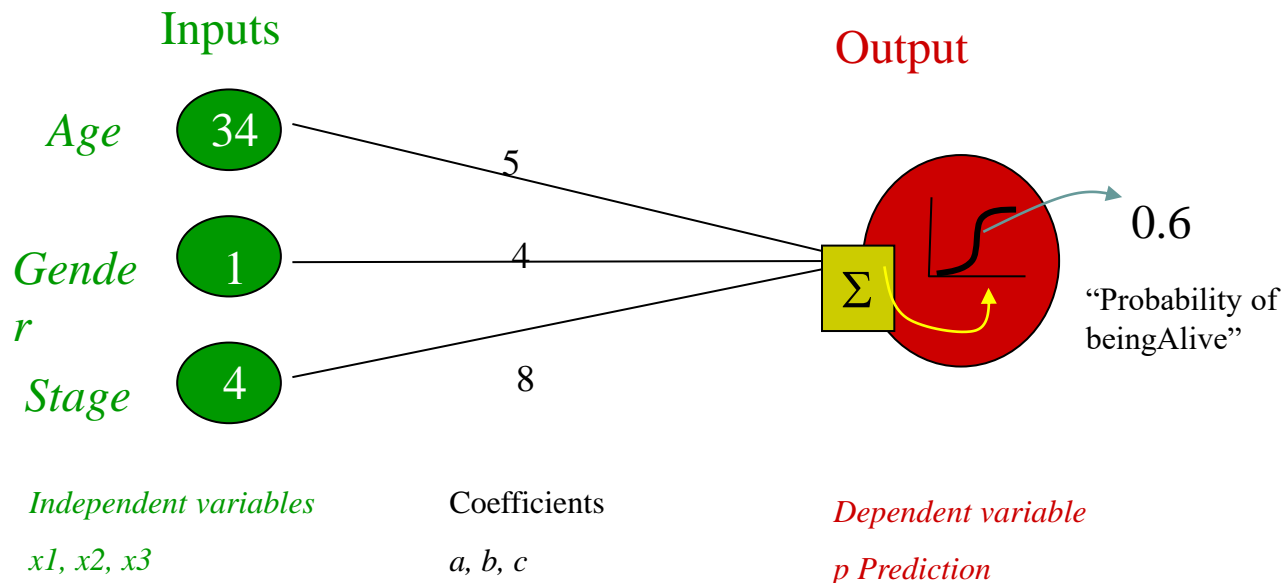 Inputs
Output
Age
34
5
Gende
r
1
4
Σ
0.6
“Probability of
beingAlive”
Stage
4
8
Independent variables
x1, x2, x3
Coefficients
a, b, c
Dependent variable
p Prediction